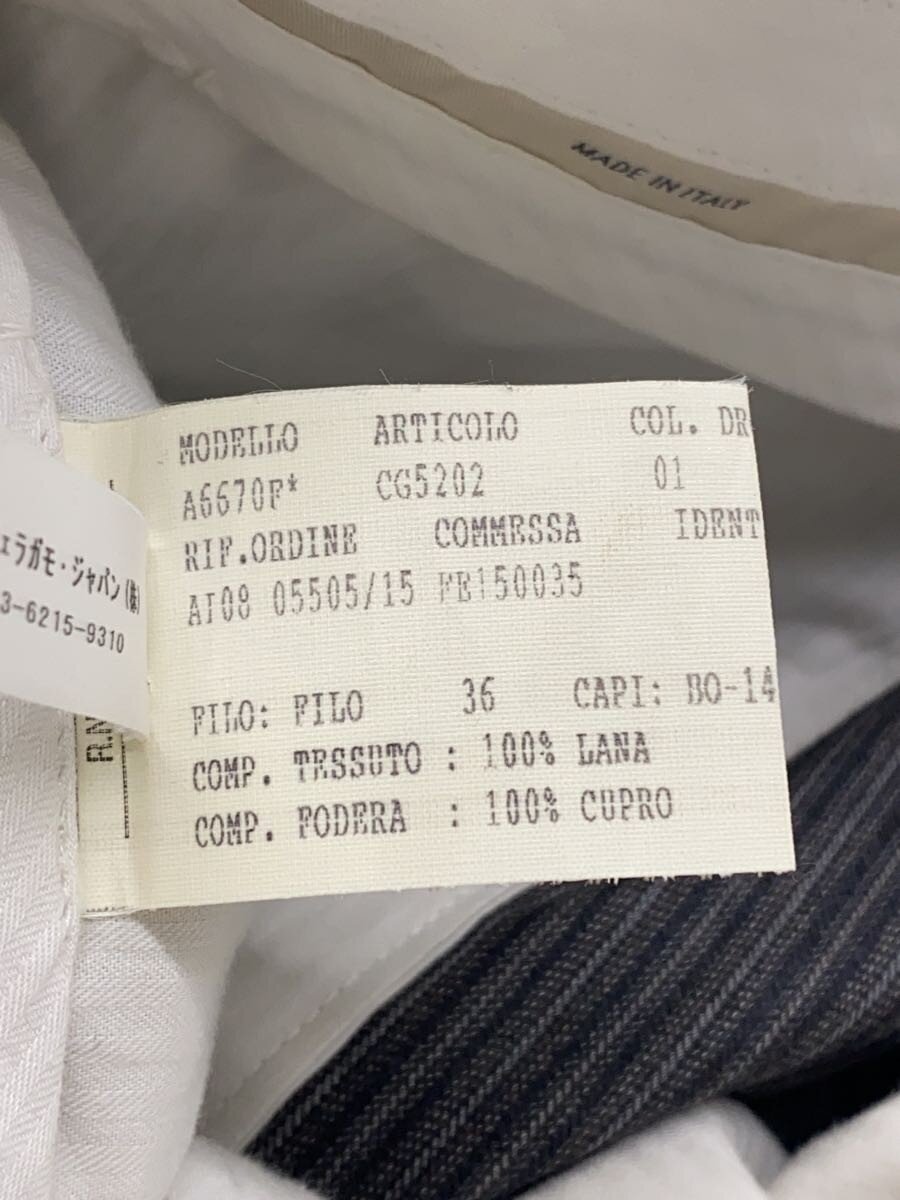 MADE IN ITALY
MODELLO ARTICOLO COL. DR
A6670F* CG5202 01
RIF.ORDINE COMMESSA IDENT
AI08 05505/15 FE150035
FILO: FILO 36 CAPI: BO-14
COMP. TESSUTO : 100% LANA
COMP. FODERA : 100% CUPRO
ェラガモ・ジャパン(株)
3-6215-9310
R.N